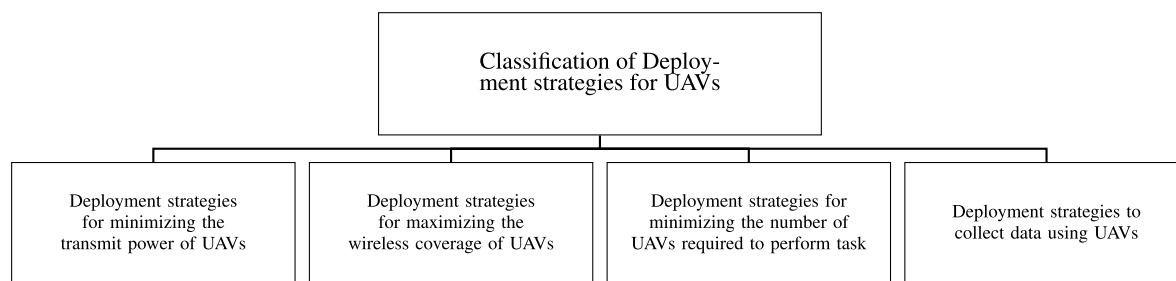 Classification of Deploy-
ment strategies for UAVs
Deployment strategies
for minimizing the
transmit power of UAVs
Deployment strategies
for maximizing the
wireless coverage of UAVs
Deployment strategies for
minimizing the number of
UAVs required to perform task
Deployment strategies to
collect data using UAVs